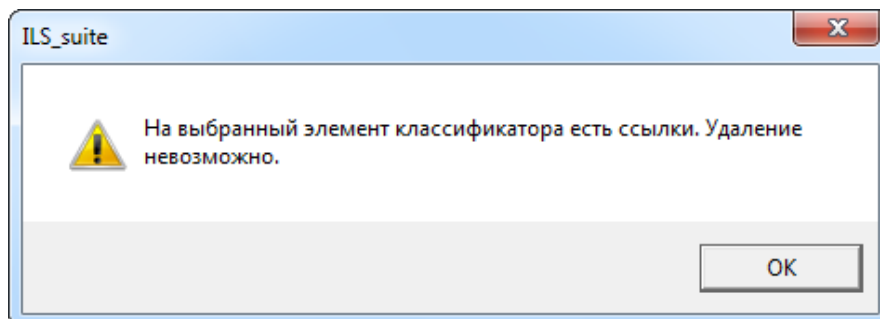 ILS_suite
На выбранный элемент классификатора есть ссылки. Удаление
невозможно.
OK